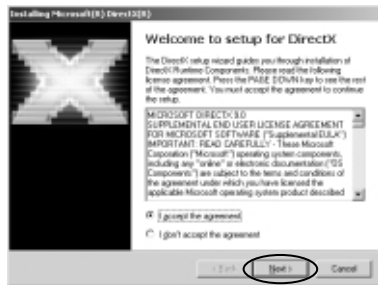 Installing Microsoft(R) DirectX(R)
Welcome to setup for DirectX
The DirectX setup wizard guides you through installation of
DirectX Runtime Components. Please read the following
license agreement. Press the PAGE DOWN key to see the rest
of the agreement. You must accept the agreement to continue
the setup.
MICROSOFT DIRECTX 9.0
SUPPLEMENTAL END USER LICENSE AGREEMENT
FOR MICROSOFT SOFTWARE ("Supplemental EULA")
IMPORTANT: READ CAREFULLY - These Microsoft
Corporation ("Microsoft") operating system components,
including any "online" or electronic documentation ("OS
Components") are subject to the terms and conditions of
the agreement under which you have licensed the
applicable Microsoft operating system product described
I accept the agreement
I don't accept the agreement
< Back Next > Cancel